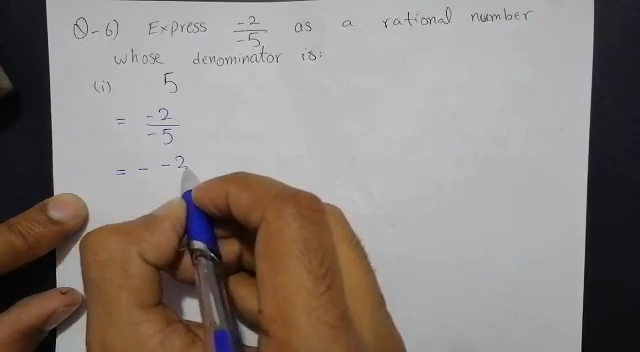 Q-6) Express -2/-5 as a rational number
whose denominator is:
(i) 5
= -2/-5
= - -2